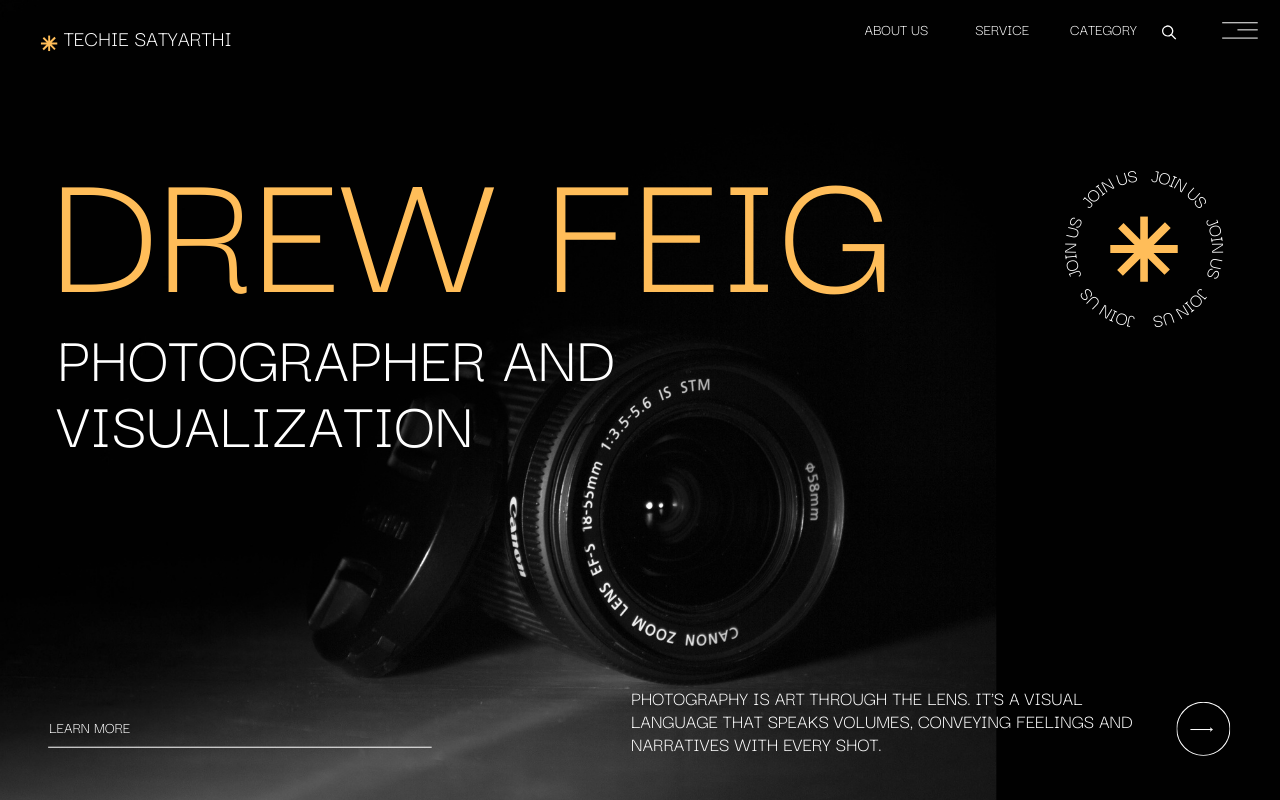 TECHIE SATYARTHI
ABOUT US
SERVICE
CATEGORY
DREW FEIG
JOIN US JOIN US JOIN US JOIN US JOIN US JOIN US
PHOTOGRAPHER AND
VISUALIZATION
CANON ZOOM LENS EF-S 18-55mm 1:3.5-5.6 IS STM
Φ58mm
Canon
PHOTOGRAPHY IS ART THROUGH THE LENS. IT'S A VISUAL
LANGUAGE THAT SPEAKS VOLUMES, CONVEYING FEELINGS AND
NARRATIVES WITH EVERY SHOT.
LEARN MORE